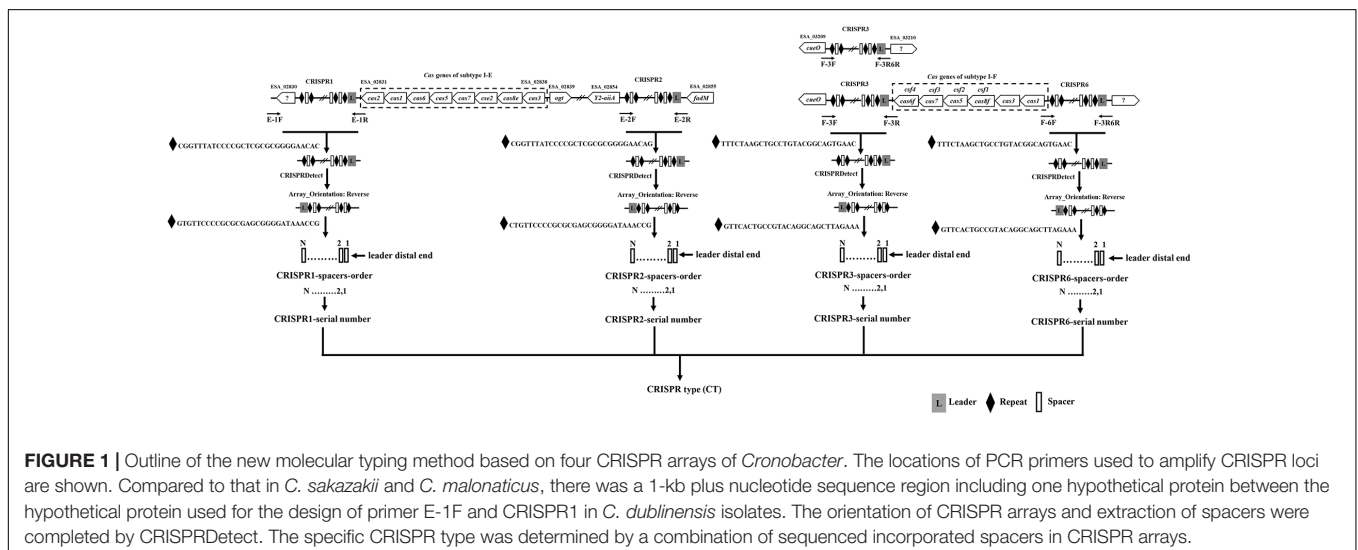 CRISPR3
ESA_03209
ESA_03210
cueO
L
?
F-3F
F-3R6R
ESA_02830
CRISPR1
ESA_02831
Cas genes of subtype I-E
ESA_02838
ESA_02839
ESA_02854
CRISPR2
ESA_02855
? L cas2 cas1 cas6 cas5 cas7 cse2 cas8e cas3 ogt Y2-aiiA L fadM
E-1F
E-1R
E-2F
E-2R
CRISPR3
Cas genes of subtype I-F
CRISPR6
csf4 csf3 csf2 csf1
cueO L cas6f cas7 cas5 cas8f cas3 cas1 L ?
F-3F
F-3R
F-6F
F-3R6R
CGGTTTATCCCCGCTCGCGCGGGGAACAC
CGGTTTATCCCCGCTCGCGCGGGGAACAG
TTTCTAAGCTGCCTGTACGGCAGTGAAC
TTTCTAAGCTGCCTGTACGGCAGTGAAC
L L L L
CRISPRDetect CRISPRDetect CRISPRDetect CRISPRDetect
Array_Orientation: Reverse Array_Orientation: Reverse Array_Orientation: Reverse Array_Orientation: Reverse
L L L L
GTGTTCCCCGCGCGAGCGGGGATAAACCG
CTGTTCCCCGCGCGAGCGGGGATAAACCG
GTTCACTGCCGTACAGGCAGCTTAGAAA
GTTCACTGCCGTACAGGCAGCTTAGAAA
N 2 1 N 2 1 N 2 1 N 2 1
......... leader distal end ......... leader distal end ......... leader distal end ......... leader distal end
CRISPR1-spacers-order CRISPR2-spacers-order CRISPR3-spacers-order CRISPR6-spacers-order
N .........2,1 N .........2,1 N .........2,1 N .........2,1
CRISPR1-serial number CRISPR2-serial number CRISPR3-serial number CRISPR6-serial number
CRISPR type (CT)
L Leader Repeat Spacer
FIGURE 1 | Outline of the new molecular typing method based on four CRISPR arrays of Cronobacter. The locations of PCR primers used to amplify CRISPR loci
are shown. Compared to that in C. sakazakii and C. malonaticus, there was a 1-kb plus nucleotide sequence region including one hypothetical protein between the
hypothetical protein used for the design of primer E-1F and CRISPR1 in C. dublinensis isolates. The orientation of CRISPR arrays and extraction of spacers were
completed by CRISPRDetect. The specific CRISPR type was determined by a combination of sequenced incorporated spacers in CRISPR arrays.